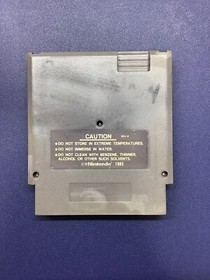 CAUTION
●DO NOT STORE IN EXTREME TEMPERATURES.
●DO NOT IMMERSE IN WATER.
●DO NOT CLEAN WITH BENZENE, THINNER,
ALCOHOL OR OTHER SUCH SOLVENTS.
©Nintendo 1985